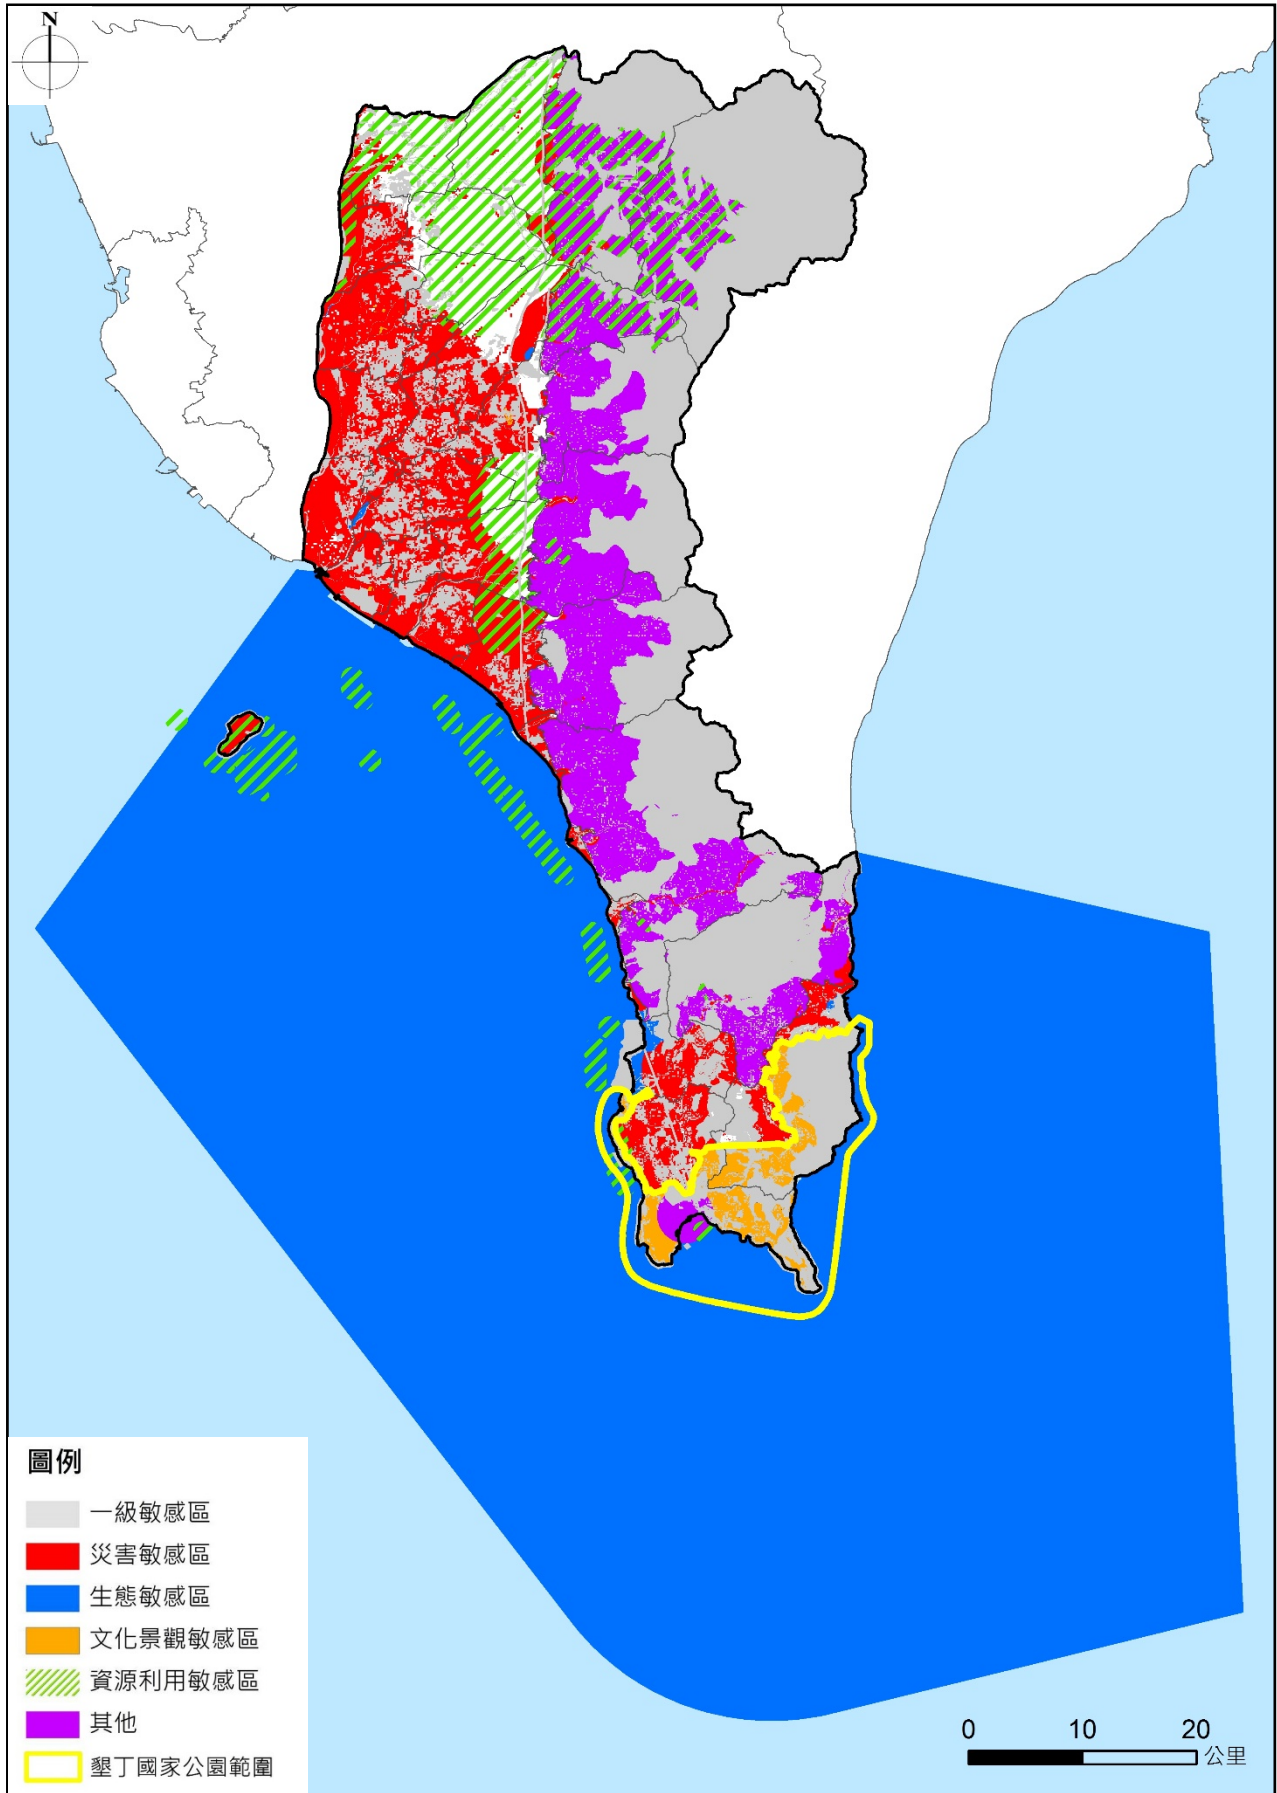 N
圖例
一級敏感區
災害敏感區
生態敏感區
文化景觀敏感區
資源利用敏感區
其他
墾丁國家公園範圍
0 10 20
公里